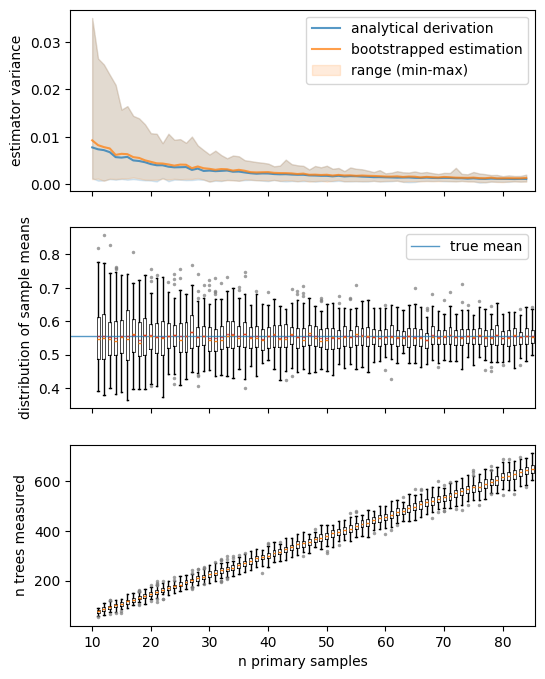 analytical derivation
bootstrapped estimation
range (min-max)
estimator variance
0.03
0.02
0.01
0.00
true mean
distribution of sample means
0.8
0.7
0.6
0.5
0.4
n trees measured
600
400
200
10 20 30 40 50 60 70 80
n primary samples